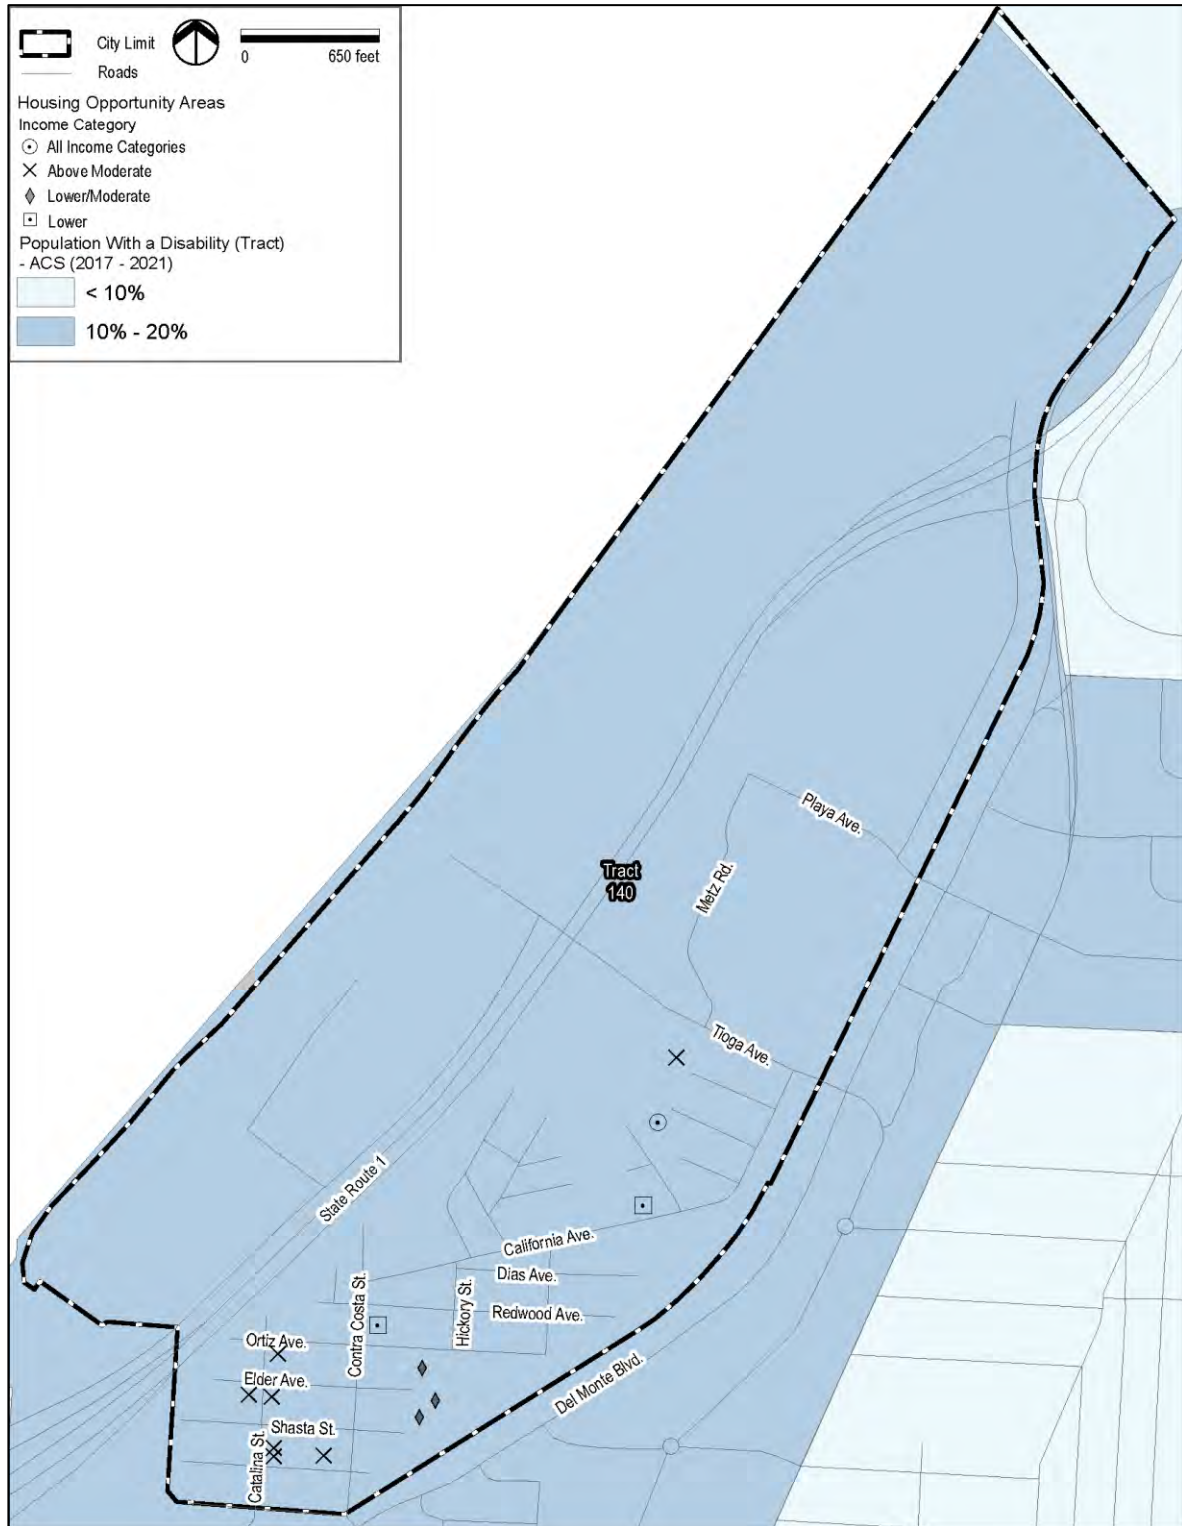 City Limit
0 650 feet
Roads
Housing Opportunity Areas
Income Category
All Income Categories
Above Moderate
Lower/Moderate
Lower
Population With a Disability (Tract)
- ACS (2017 - 2021)
< 10%
10% - 20%
Playa Ave.
Tract
140
Metz Rd.
Tioga Ave.
State Route 1
California Ave.
Dias Ave.
Contra Costa St.
Hickory St.
Redwood Ave.
Ortiz Ave.
Elder Ave.
Del Monte Blvd.
Shasta St.
Catalina St.